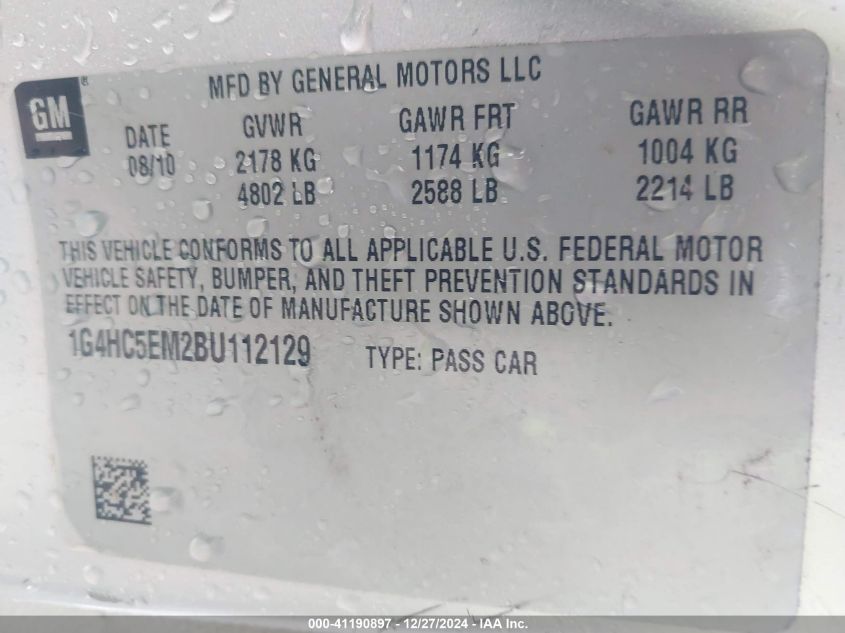 GM ®
MFD BY GENERAL MOTORS LLC
DATE GVWR GAWR FRT GAWR RR
08/10 2178 KG 1174 KG 1004 KG
4802 LB 2588 LB 2214 LB
THIS VEHICLE CONFORMS TO ALL APPLICABLE U.S. FEDERAL MOTOR
VEHICLE SAFETY, BUMPER, AND THEFT PREVENTION STANDARDS IN
EFFECT ON THE DATE OF MANUFACTURE SHOWN ABOVE.
1G4HC5EM2BU112129 TYPE: PASS CAR
000-41190897 - 12/27/2024 - IAA Inc.